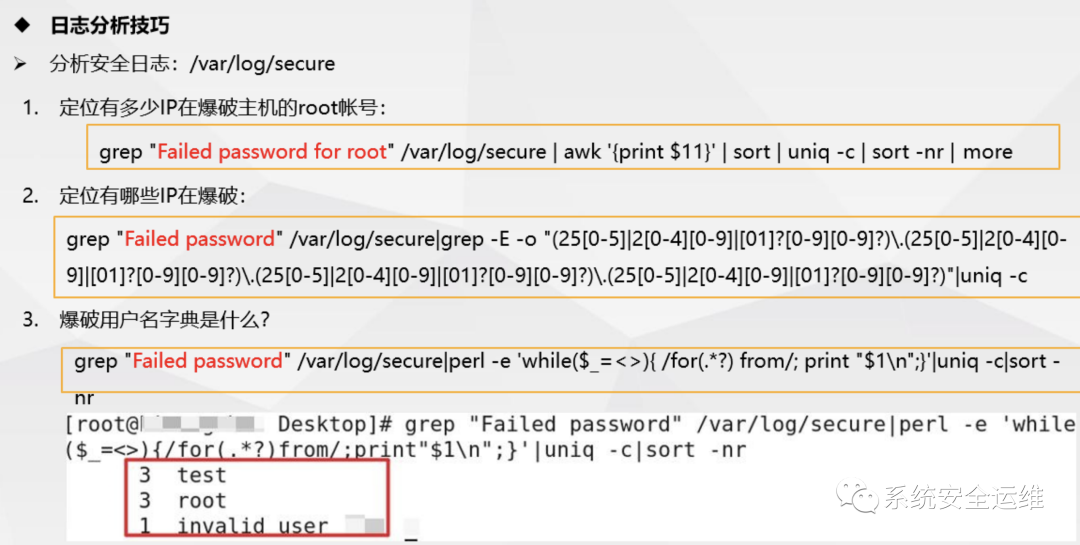 ◆ 日志分析技巧
➢ 分析安全日志：/var/log/secure
1. 定位有多少IP在爆破主机的root帐号：
grep "Failed password for root" /var/log/secure | awk '{print $11}' | sort | uniq -c | sort -nr | more
2. 定位有哪些IP在爆破：
grep "Failed password" /var/log/secure|grep -E -o "(25[0-5]|2[0-4][0-9]|[01]?[0-9][0-9]?)\.(25[0-5]|2[0-4][0-
9]|[01]?[0-9][0-9]?)\.(25[0-5]|2[0-4][0-9]|[01]?[0-9][0-9]?)\.(25[0-5]|2[0-4][0-9]|[01]?[0-9][0-9]?)"|uniq -c
3. 爆破用户名字典是什么？
grep "Failed password" /var/log/secure|perl -e 'while($_=<>){ /for(.*?) from/; print "$1\n";}'|uniq -c|sort -
nr
[root@ Desktop]# grep "Failed password" /var/log/secure|perl -e 'while
($_=<>){/for(.*?)from/;print"$1\n";}'|uniq -c|sort -nr
3 test
3 root
1 invalid user
系统安全运维